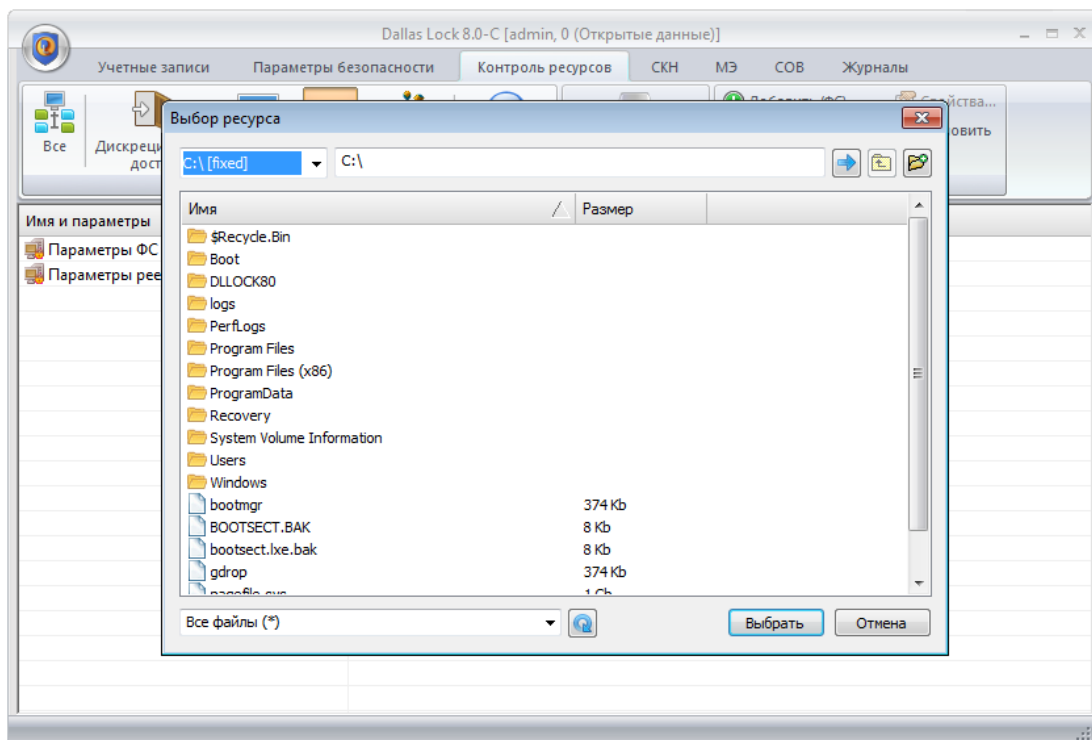 Dallas Lock 8.0-C [admin, 0 (Открытые данные)]
Учетные записи Параметры безопасности Контроль ресурсов СКН МЭ СОВ Журналы
Все
Выбор ресурса
C:\ [fixed] C:\
Имя Размер
Имя и параметры
Параметры ФС
$Recycle.Bin
Boot
DLLOCK80
logs
PerfLogs
Program Files
Program Files (x86)
ProgramData
Recovery
System Volume Information
Users
Windows
bootmgr 374 Kb
BOOTSECT.BAK 8 Kb
bootsect.lxe.bak 8 Kb
gdrop 374 Kb
Все файлы (*) Выбрать Отмена